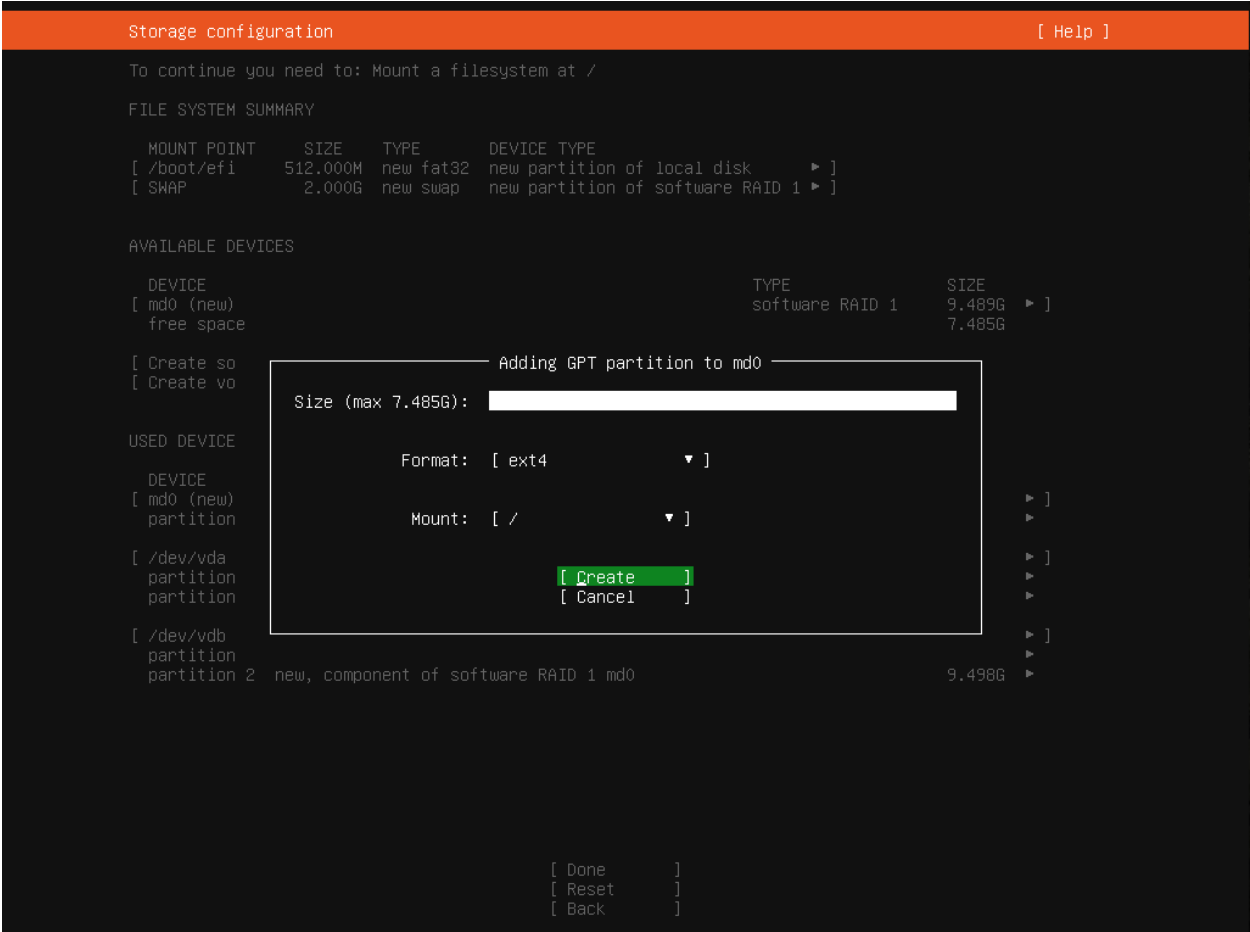 Storage configuration [ Help ]
To continue you need to: Mount a filesystem at /
FILE SYSTEM SUMMARY
MOUNT POINT SIZE TYPE DEVICE TYPE
[ /boot/efi 512.000M new fat32 new partition of local disk ▸ ]
[ SWAP 2.000G new swap new partition of software RAID 1 ▸ ]
AVAILABLE DEVICES
DEVICE TYPE SIZE
[ md0 (new) software RAID 1 9.489G ▸ ]
free space 7.485G
[ Create so
[ Create vo
Adding GPT partition to md0
Size (max 7.485G):
Format: [ ext4 ▾ ]
Mount: [ / ▾ ]
[ Create ]
[ Cancel ]
USED DEVICE
DEVICE
[ md0 (new) ▸ ]
partition ▸
[ /dev/vda ▸ ]
partition ▸
partition ▸
[ /dev/vdb ▸ ]
partition ▸
partition 2 new, component of software RAID 1 md0 9.498G ▸
[ Done ]
[ Reset ]
[ Back ]